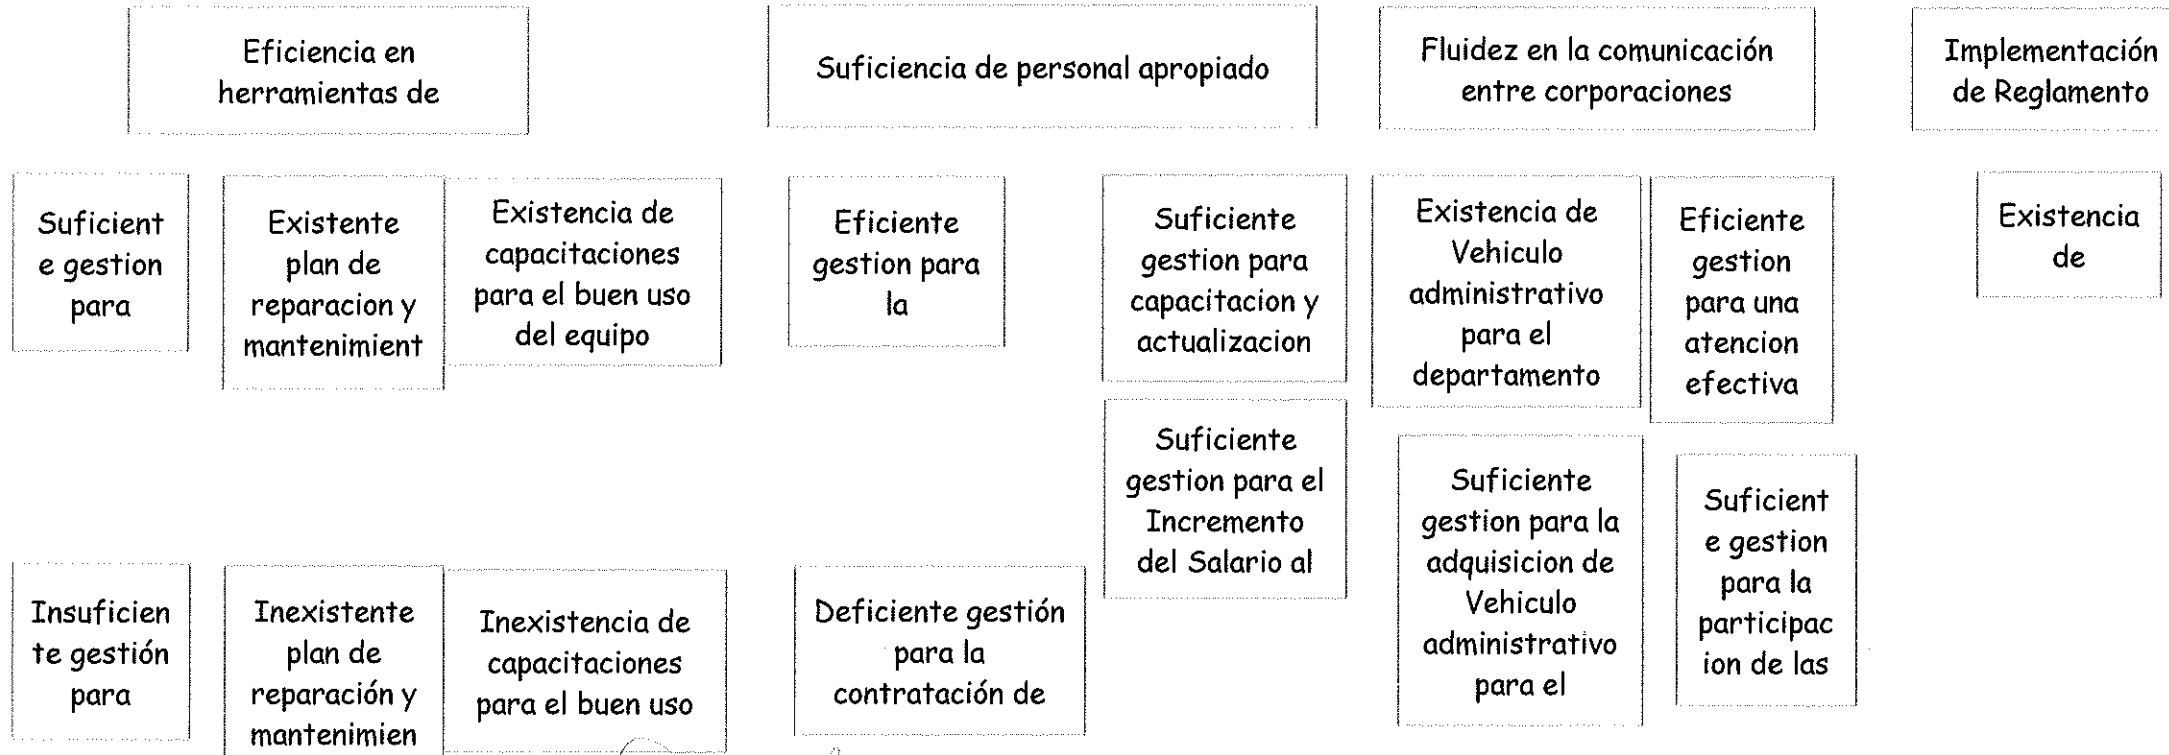 Eficiencia en
herramientas de
Suficiencia de personal apropiado
Fluidez en la comunicación
entre corporaciones
Implementación
de Reglamento
Suficient
e gestion
para
Existente
plan de
reparacion y
mantenimient
Existencia de
capacitaciones
para el buen uso
del equipo
Eficiente
gestion para
la
Suficiente
gestion para
capacitacion y
actualizacion
Existencia de
Vehiculo
administrativo
para el
departamento
Eficiente
gestion
para una
atencion
efectiva
Existencia
de
Suficiente
gestion para el
Incremento
del Salario al
Suficiente
gestion para la
adquisicion de
Vehiculo
administrativo
para el
Suficient
e gestion
para la
participac
ion de las
Insuficien
te gestión
para
Inexistente
plan de
reparación y
mantenimien
Inexistencia de
capacitaciones
para el buen uso
Deficiente gestión
para la
contratación de